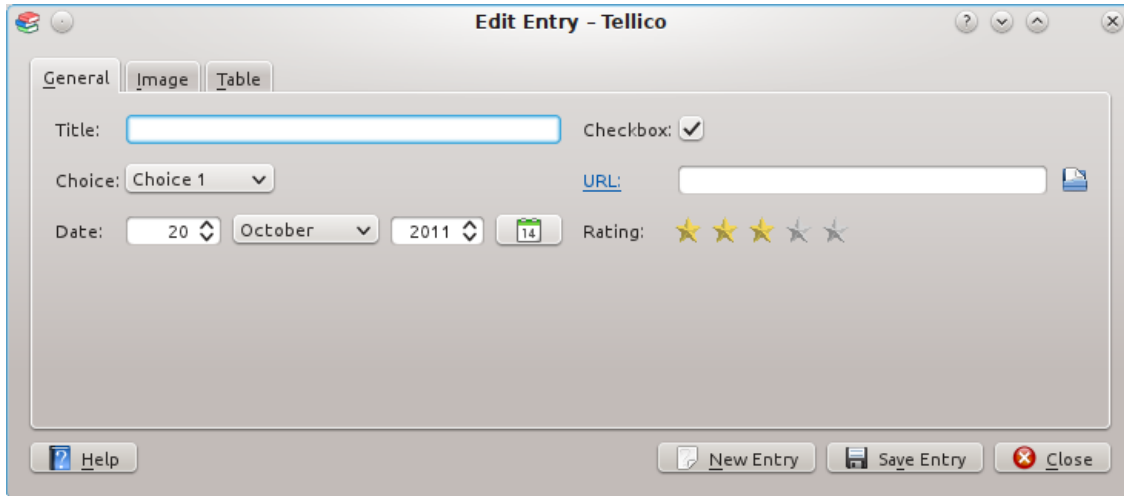 Edit Entry – Tellico
General Image Table
Title: Checkbox:
Choice: Choice 1 URL:
Date: 20 October 2011 14 Rating:
Help New Entry Save Entry Close